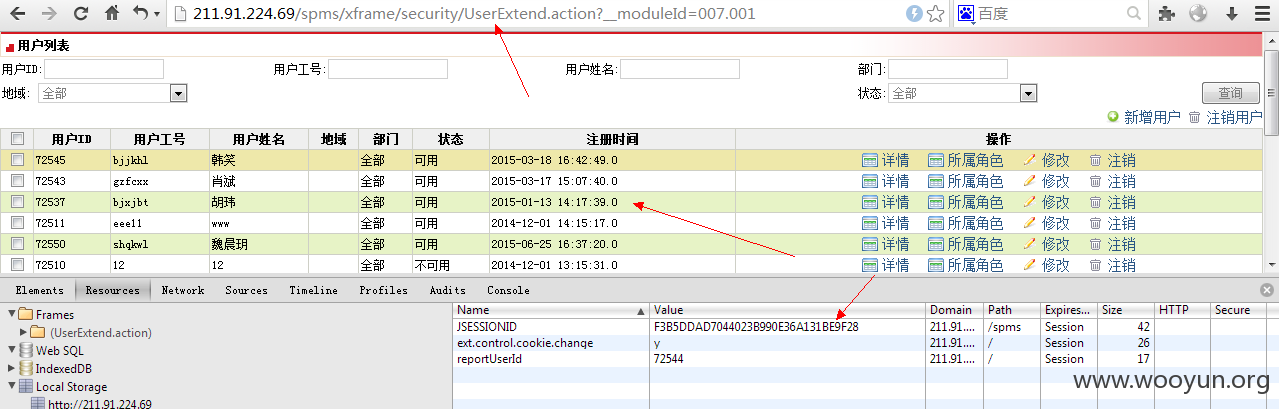 211.91.224.69/spms/xframe/security/UserExtend.action?__moduleId=007.001 百度
用户列表
用户ID: 用户工号: 用户姓名: 部门:
地域: 全部 状态: 全部 查询
新增用户 注销用户
用户ID 用户工号 用户姓名 地域 部门 状态 注册时间 操作
72545 bjjkhl 韩笑 全部 可用 2015-03-18 16:42:49.0 详情 所属角色 修改 注销
72543 gzfcxx 肖斌 全部 可用 2015-03-17 15:07:40.0 详情 所属角色 修改 注销
72537 bjxjbt 胡玮 全部 可用 2015-01-13 14:17:39.0 详情 所属角色 修改 注销
72511 eee11 www 全部 可用 2014-12-01 14:15:17.0 详情 所属角色 修改 注销
72550 shqkwl 魏晨玥 全部 可用 2015-06-25 16:37:20.0 详情 所属角色 修改 注销
72510 12 12 全部 不可用 2014-12-01 13:15:31.0 详情 所属角色 修改 注销
Elements Resources Network Sources Timeline Profiles Audits Console
Frames
(UserExtend.action)
Web SQL
IndexedDB
Local Storage
http://211.91.224.69
Name Value Domain Path Expires... Size HTTP Secure
JSESSIONID F3B5DDAD7044023B990E36A131BE9F28 211.91.... /spms Session 42
ext.control.cookie.change y 211.91.... / Session 26
reportUserId 72544 211.91.... / Session 17
www.wooyun.org